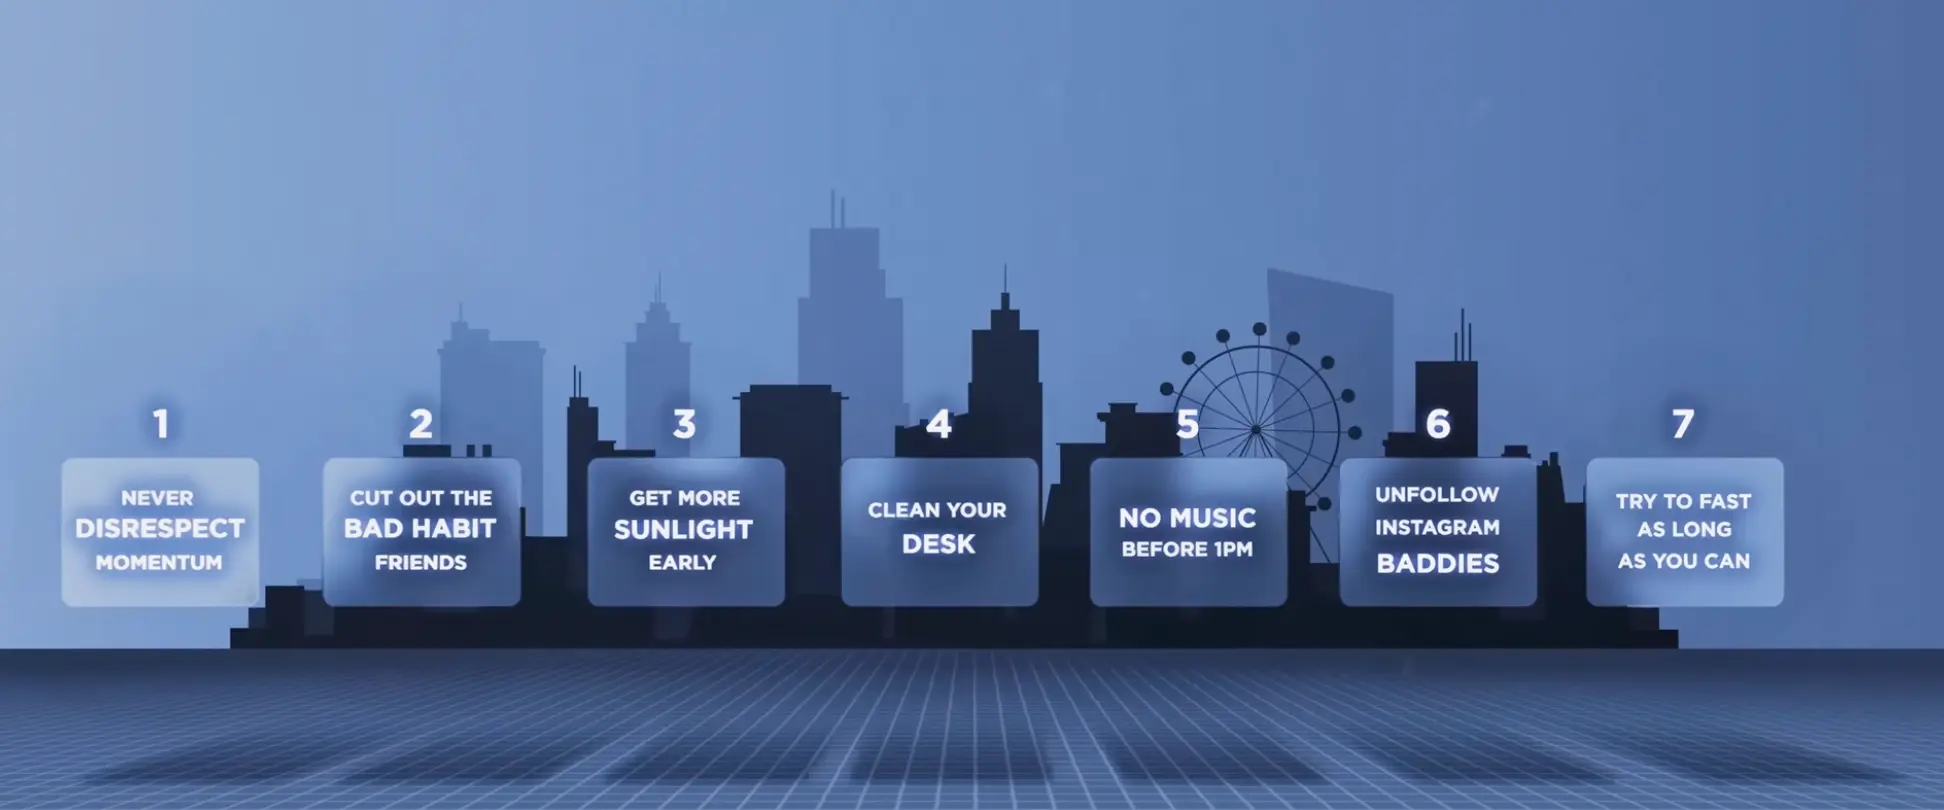 1
NEVER
DISRESPECT
MOMENTUM
2
CUT OUT THE
BAD HABIT
FRIENDS
3
GET MORE
SUNLIGHT
EARLY
4
CLEAN YOUR
DESK
5
NO MUSIC
BEFORE 1PM
6
UNFOLLOW
INSTAGRAM
BADDIES
7
TRY TO FAST
AS LONG
AS YOU CAN